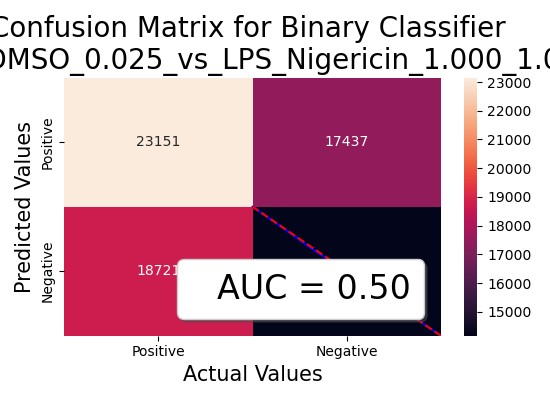 Confusion Matrix for Binary Classifier
DMSO_0.025_vs_LPS_Nigericin_1.000_1.0
Predicted Values
Positive
Negative
23151
17437
18721
AUC = 0.50
Positive
Negative
Actual Values
23000
22000
21000
20000
19000
18000
17000
16000
15000